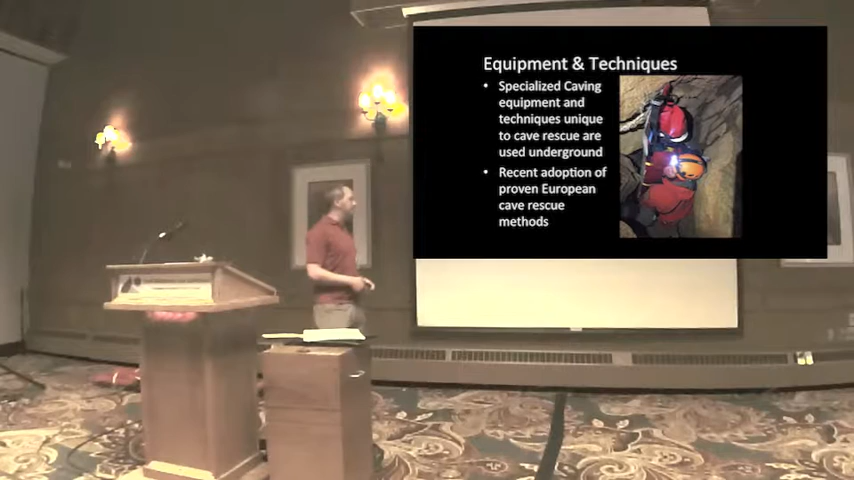 Equipment & Techniques
• Specialized Caving
equipment and
techniques unique
to cave rescue are
used underground
• Recent adoption of
proven European
cave rescue
methods